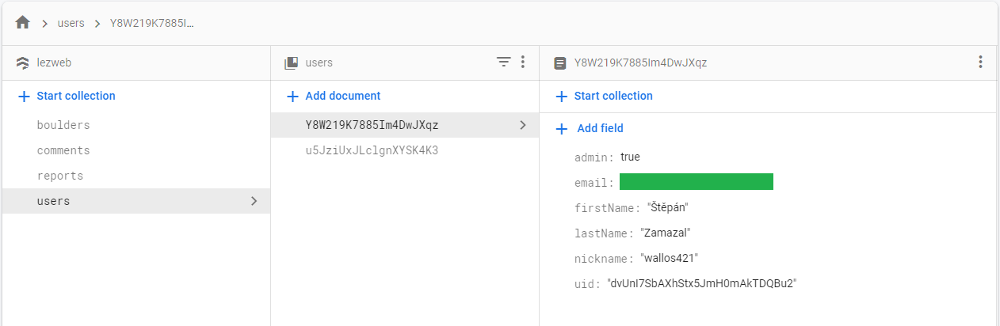 users Y8W219K7885I…
lezweb
Start collection
boulders
comments
reports
users
users
Add document
Y8W219K7885Im4DwJXqz
u5JziUxJLclgnXYSK4K3
Y8W219K7885Im4DwJXqz
Start collection
Add field
admin: true
email:
firstName: "Štěpán"
lastName: "Zamazal"
nickname: "wallos421"
uid: "dvUnI7SbAXhStx5JmH0mAkTDQBu2"